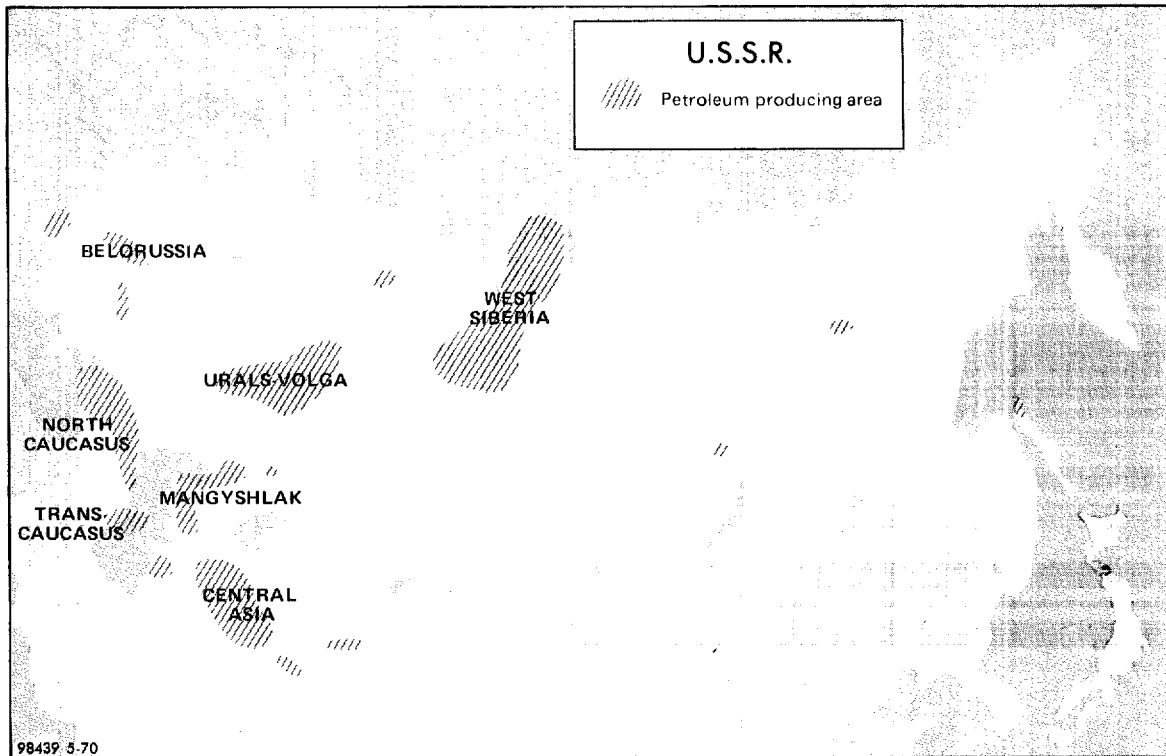 U.S.S.R.
Petroleum producing area
BELORUSSIA
WEST
SIBERIA
URALS-VOLGA
NORTH
CAUCASUS
MANGYSHLAK
TRANS-
CAUCASUS
CENTRAL
ASIA
98439 5-70